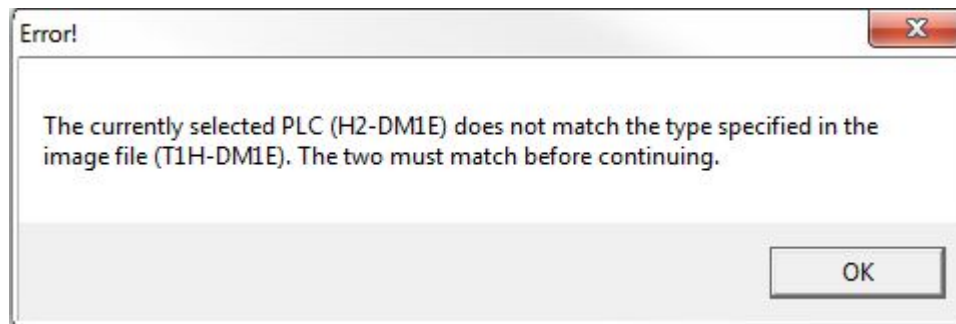 Error!
The currently selected PLC (H2-DM1E) does not match the type specified in the
image file (T1H-DM1E). The two must match before continuing.
OK